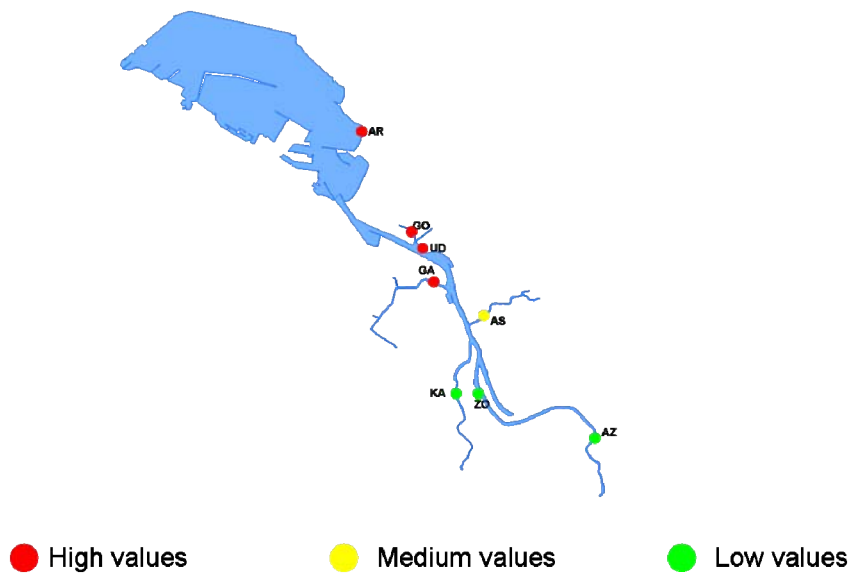 AR
GO
UD
GA
AS
KA
ZO
AZ
High values
Medium values
Low values